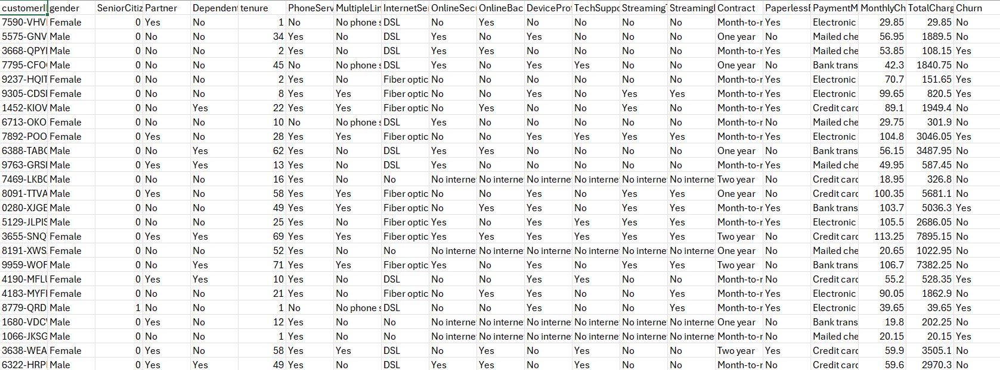 customerI gender SeniorCitiz Partner Dependent tenure PhoneServ MultipleLin InternetSe OnlineSecu OnlineBac DevicePro TechSuppo Streaming Streaming Contract Paperless PaymentM MonthlyCh TotalCharg Churn
7590-VHV Female 0 Yes No 1 No No phone s DSL No Yes No No No No Month-to-r Yes Electronic 29.85 29.85 No
5575-GNV Male 0 No No 34 Yes No DSL Yes No Yes No No No One year No Mailed che 56.95 1889.5 No
3668-QPY Male 0 No No 2 Yes No DSL Yes Yes No No No No Month-to-r Yes Mailed che 53.85 108.15 Yes
7795-CFO Male 0 No No 45 No No phone s DSL Yes No Yes Yes No No One year No Bank trans 42.3 1840.75 No
9237-HQIT Female 0 No No 2 Yes No Fiber optic No No No No No No Month-to-r Yes Electronic 70.7 151.65 Yes
9305-CDS Female 0 No No 8 Yes Yes Fiber optic No No Yes No Yes Yes Month-to-r Yes Electronic 99.65 820.5 Yes
1452-KIOV Male 0 No Yes 22 Yes Yes Fiber optic No Yes No No Yes No Month-to-r Yes Credit card 89.1 1949.4 No
6713-OKO Female 0 No No 10 No No phone s DSL Yes No No No No No Month-to-r No Mailed che 29.75 301.9 No
7892-POO Female 0 Yes No 28 Yes Yes Fiber optic No No Yes Yes Yes Yes Month-to-r Yes Electronic 104.8 3046.05 Yes
6388-TABG Male 0 No Yes 62 Yes No DSL Yes Yes No No No No One year No Bank trans 56.15 3487.95 No
9763-GRS Male 0 Yes Yes 13 Yes No DSL Yes No No No No No Month-to-r Yes Mailed che 49.95 587.45 No
7469-LKBC Male 0 No No 16 Yes No No No interne No interne No interne No interne No interne No interne Two year No Credit card 18.95 326.8 No
8091-TTVA Male 0 Yes No 58 Yes Yes Fiber optic No No Yes No Yes Yes One year No Credit card 100.35 5681.1 No
0280-XJGE Male 0 No No 49 Yes Yes Fiber optic No Yes Yes No Yes Yes Month-to-r Yes Bank trans 103.7 5036.3 Yes
5129-JLPIS Male 0 No No 25 Yes No Fiber optic Yes No Yes Yes Yes Yes Month-to-r Yes Electronic 105.5 2686.05 No
3655-SNQ Female 0 Yes Yes 69 Yes Yes Fiber optic Yes Yes Yes Yes Yes Yes Two year No Credit card 113.25 7895.15 No
8191-XWS Female 0 No No 52 Yes No No No interne No interne No interne No interne No interne No interne One year No Mailed che 20.65 1022.95 No
9959-WOF Male 0 No Yes 71 Yes Yes Fiber optic Yes No Yes No Yes Yes Two year No Bank trans 106.7 7382.25 No
4190-MFLU Female 0 Yes Yes 10 Yes No DSL No No Yes Yes No No Month-to-r No Credit card 55.2 528.35 Yes
4183-MYF Female 0 No No 21 Yes No Fiber optic No Yes Yes No No Yes Month-to-r Yes Electronic 90.05 1862.9 No
8779-QRD Male 1 No No 1 No No phone s DSL No No Yes No No Yes Month-to-r Yes Electronic 39.65 39.65 Yes
1680-VDC Male 0 Yes No 12 Yes No No No interne No interne No interne No interne No interne No interne One year No Bank trans 19.8 202.25 No
1066-JKSG Male 0 No No 1 Yes No No No interne No interne No interne No interne No interne No interne Month-to-r No Mailed che 20.15 20.15 Yes
3638-WEA Female 0 Yes No 58 Yes Yes DSL No Yes No Yes No No Two year Yes Credit card 59.9 3505.1 No
6322-HRP Male 0 Yes Yes 49 Yes No DSL Yes Yes No Yes No No Month-to-r No Credit card 59.6 2970.3 No